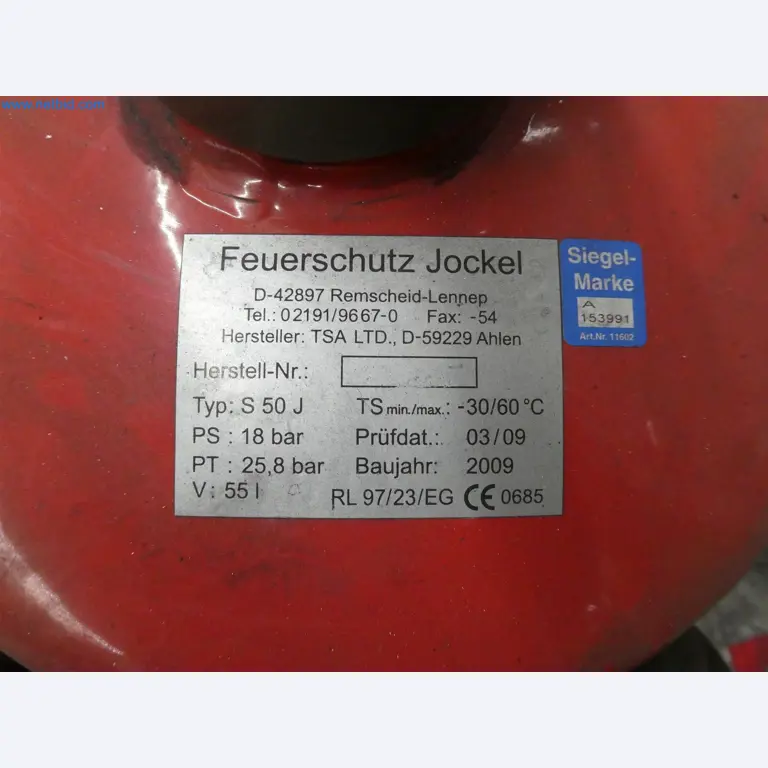 Feuerschutz Jockel
D-42897 Remscheid-Lennep
Tel.: 02191/9667-0 Fax: -54
Hersteller: TSA LTD., D-59229 Ahlen
Herstell-Nr.:
Typ: S 50 J TS min./max.: -30/60 °C
PS : 18 bar Prüfdat.: 03/09
PT : 25,8 bar Baujahr: 2009
V : 55 l RL 97/23/EG CE 0685
Siegel-
Marke
A
153991
Art.Nr. 11602